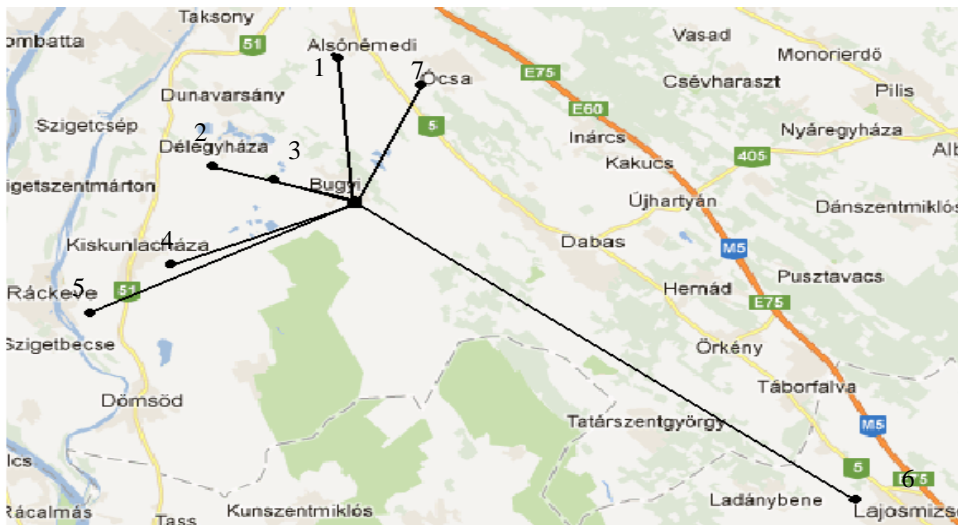 Taksony
ombatta
51
Alsónémedi
Vasad
Monorierdő
1
7
Ócsa
E75
Csévharaszt
Pilis
Dunavarsány
E60
Szigetcsép
2
5
Inárcs
Nyáregyháza
Délegyháza
3
Kakucs
405
Alb
igetszentmárton
Bugyi
Újhartyán
Dánszentmiklós
4
Kiskunlacháza
Dabas
M5
Pusztavacs
5
Ráckeve
51
Hernád
E75
Szigetbecse
Örkény
Táborfalva
Dömsöd
Tatárszentgyörgy
M5
lcs
5
E75
6
Rácalmás
Tass
Kunszentmiklós
Ladánybene
Lajosmizse